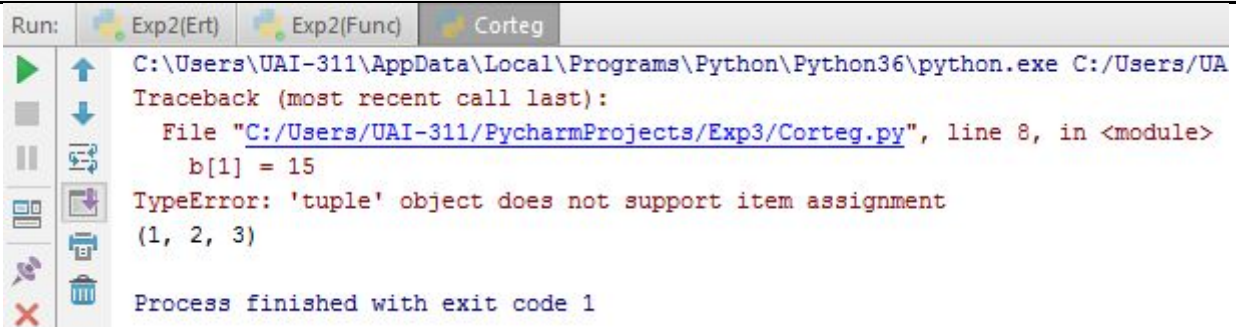 Run: Exp2(Ert) Exp2(Func) Corteg
C:\Users\UAI-311\AppData\Local\Programs\Python\Python36\python.exe C:/Users/UA
Traceback (most recent call last):
  File "C:/Users/UAI-311/PycharmProjects/Exp3/Corteg.py", line 8, in <module>
    b[1] = 15
TypeError: 'tuple' object does not support item assignment
(1, 2, 3)
Process finished with exit code 1